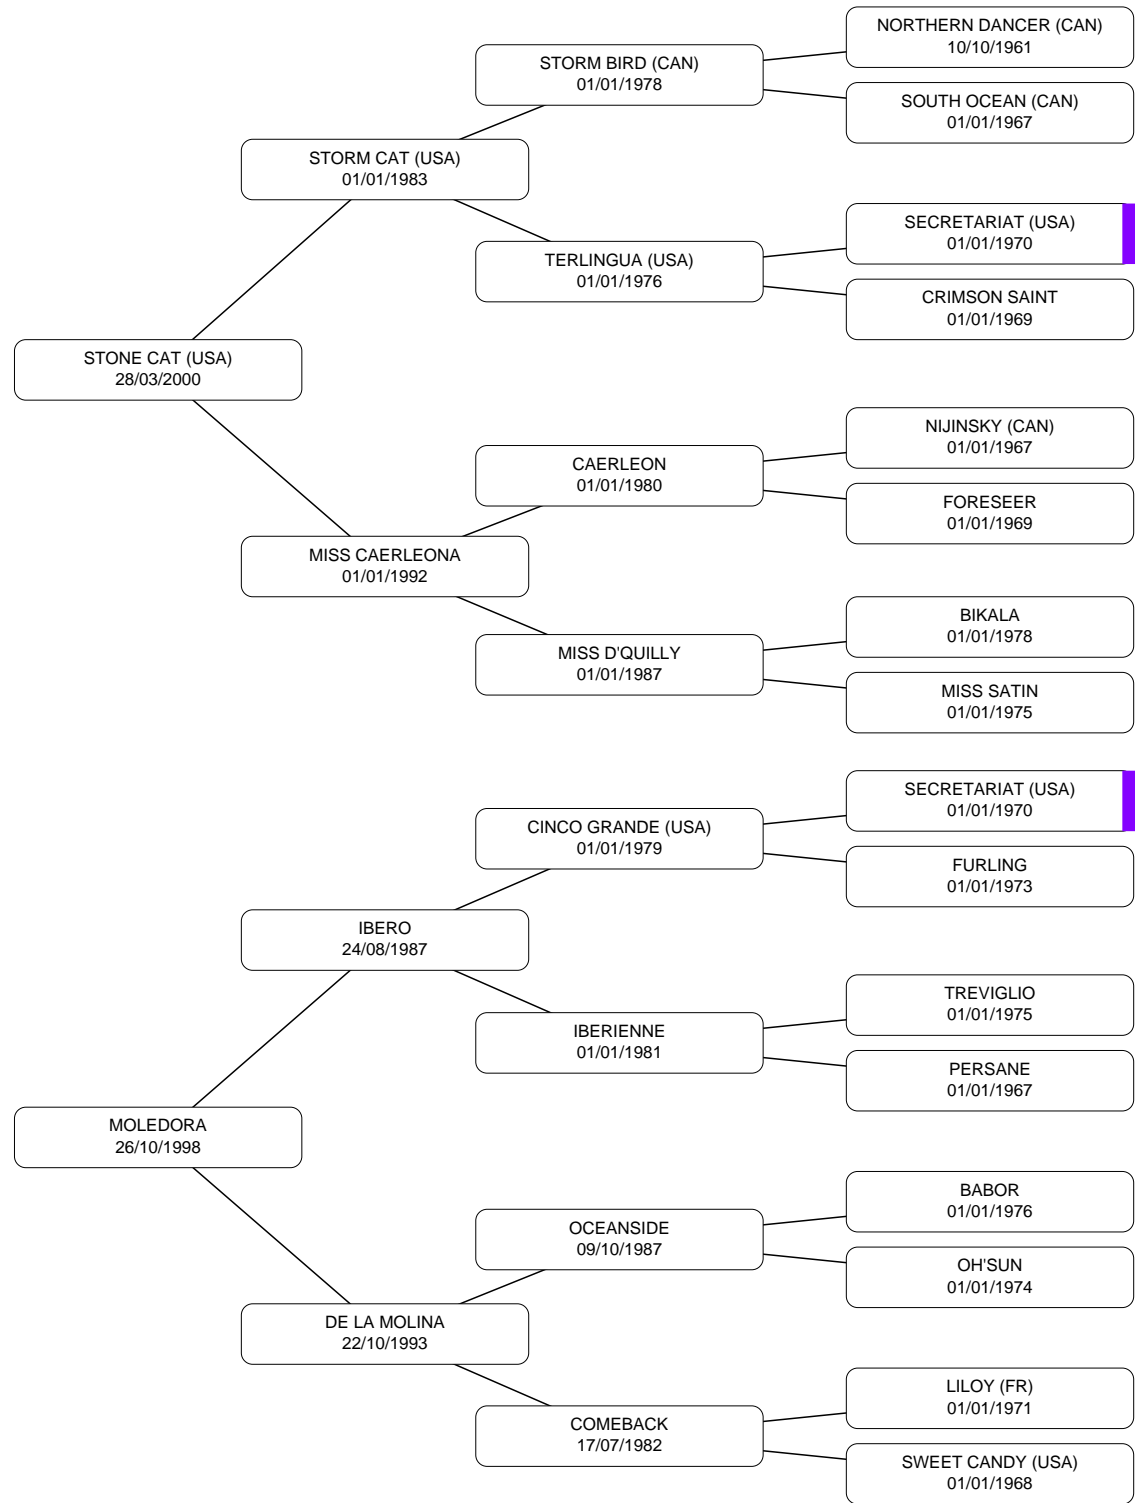 NORTHERN DANCER (CAN)
10/10/1961
STORM BIRD (CAN)
01/01/1978
SOUTH OCEAN (CAN)
01/01/1967
STORM CAT (USA)
01/01/1983
SECRETARIAT (USA)
01/01/1970
TERLINGUA (USA)
01/01/1976
CRIMSON SAINT
01/01/1969
STONE CAT (USA)
28/03/2000
NIJINSKY (CAN)
01/01/1967
CAERLEON
01/01/1980
FORESEER
01/01/1969
MISS CAERLEONA
01/01/1992
BIKALA
01/01/1978
MISS D'QUILLY
01/01/1987
MISS SATIN
01/01/1975
SECRETARIAT (USA)
01/01/1970
CINCO GRANDE (USA)
01/01/1979
FURLING
01/01/1973
IBERO
24/08/1987
TREVIGLIO
01/01/1975
IBERIENNE
01/01/1981
PERSANE
01/01/1967
MOLEDORA
26/10/1998
BABOR
01/01/1976
OCEANSIDE
09/10/1987
OH'SUN
01/01/1974
DE LA MOLINA
22/10/1993
LILOY (FR)
01/01/1971
COMEBACK
17/07/1982
SWEET CANDY (USA)
01/01/1968